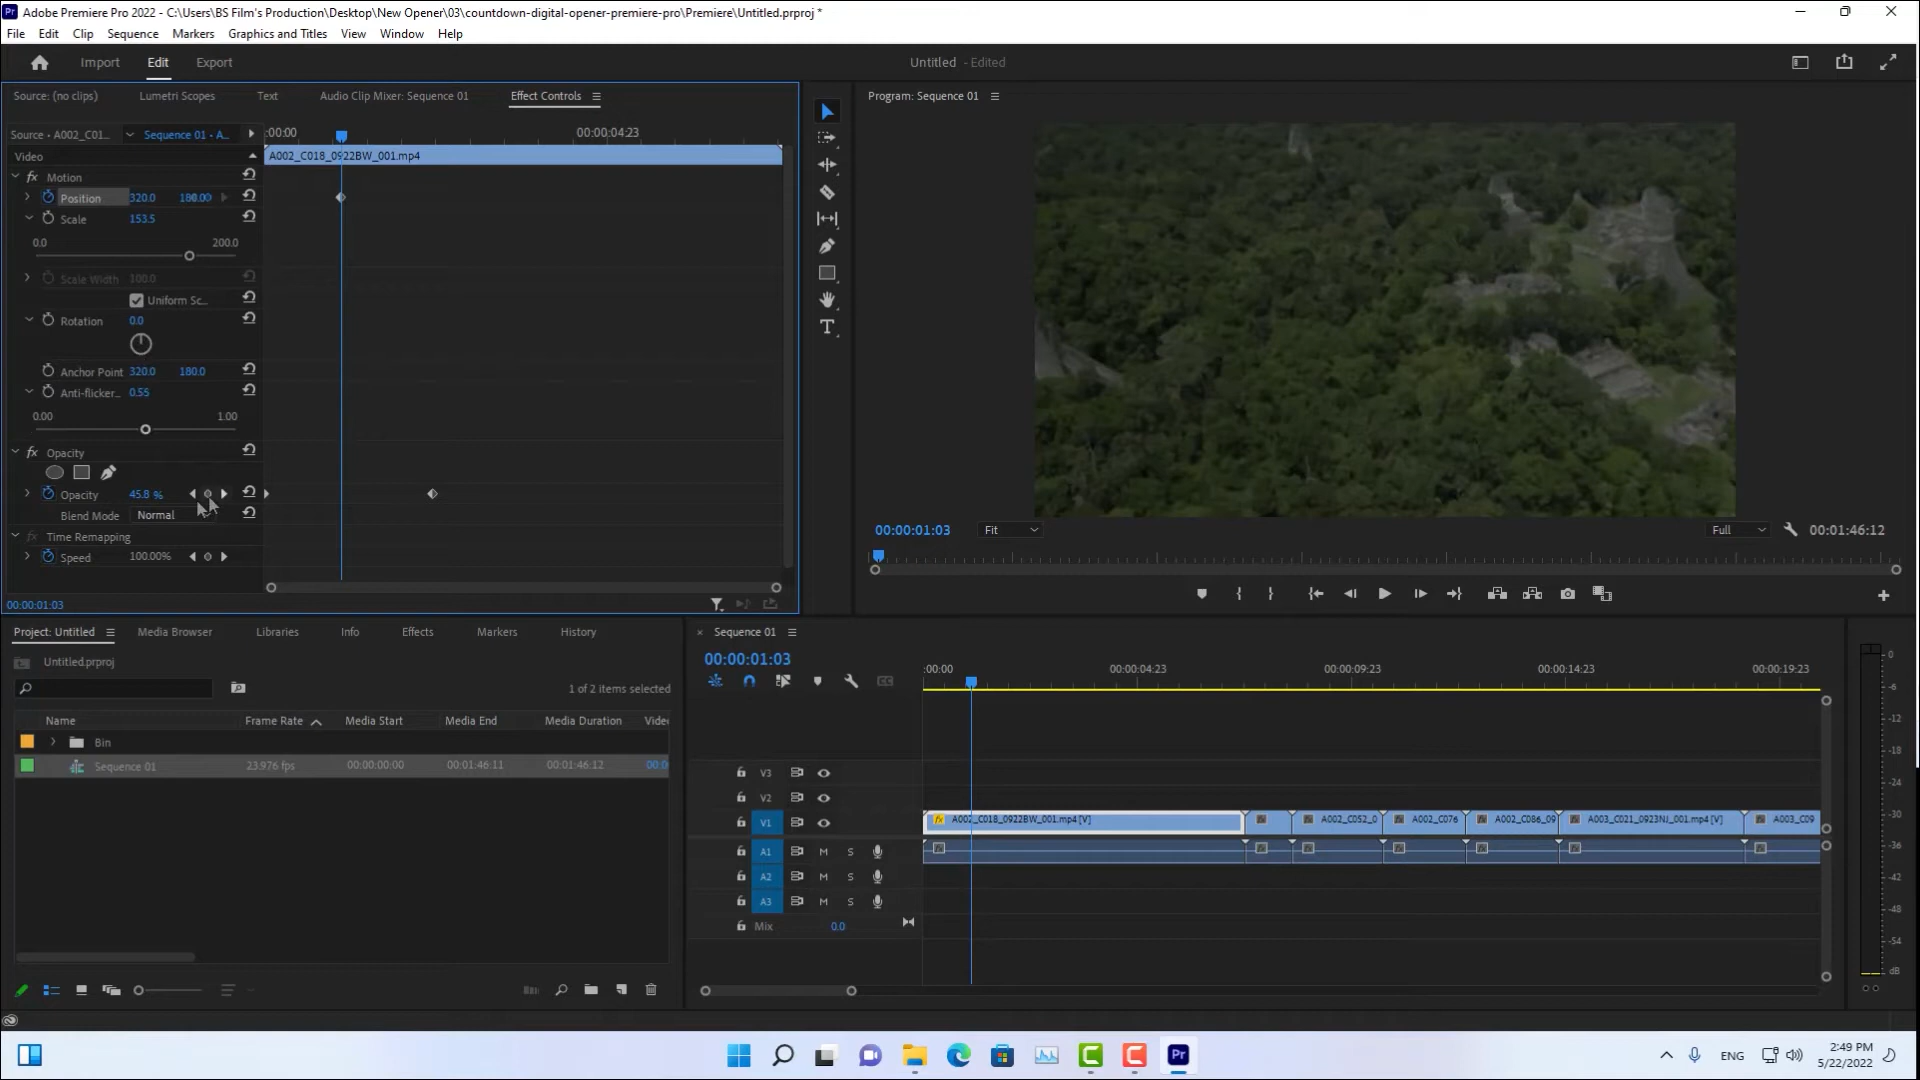 Adobe Premiere Pro 2022 - C:\Users\BS Film's Production\Desktop\New Opener\03\countdown-digital-opener-premiere-pro\Premiere\Untitled.prproj *
File Edit Clip Sequence Markers Graphics and Titles View Window Help
Import Edit Export
Untitled - Edited
Source: (no clips) Lumetri Scopes Text Audio Clip Mixer: Sequence 01 Effect Controls
Program: Sequence 01
Source • A002_C01... Sequence 01 - A...
:00:00 00:00:04:23
Video
A002_C018_0922BW_001.mp4
fx Motion
Position 320.0 180.00
Scale 153.5
0.0 200.0
Scale Width 100.0
Uniform Sc...
Rotation 0.0
Anchor Point 320.0 180.0
Anti-flicker... 0.55
0.00 1.00
fx Opacity
Opacity 45.8 %
Blend Mode Normal
fx Time Remapping
Speed 100.00%
00:00:01:03
00:00:01:03 Fit Full 00:01:46:12
Project: Untitled Media Browser Libraries Info Effects Markers History
Untitled.prproj
1 of 2 items selected
Name Frame Rate Media Start Media End Media Duration Video
Bin
Sequence 01 23.976 fps 00:00:00:00 00:01:46:11 00:01:46:12 00:0
× Sequence 01
00:00:01:03
:00:00 00:00:04:23 00:00:09:23 00:00:14:23 00:00:19:23
V3
V2
V1 fx A002_C018_0922BW_001.mp4 [V] A002_C052_0 A002_C076 A002_C086_09 A003_C021_0923NJ_001.mp4 [V] A003_C09
A1 M S
A2 M S
A3 M S
Mix 0.0
0
-6
-12
-18
-24
-30
-36
-42
-48
-54
dB
Pr
ENG
2:49 PM
5/22/2022